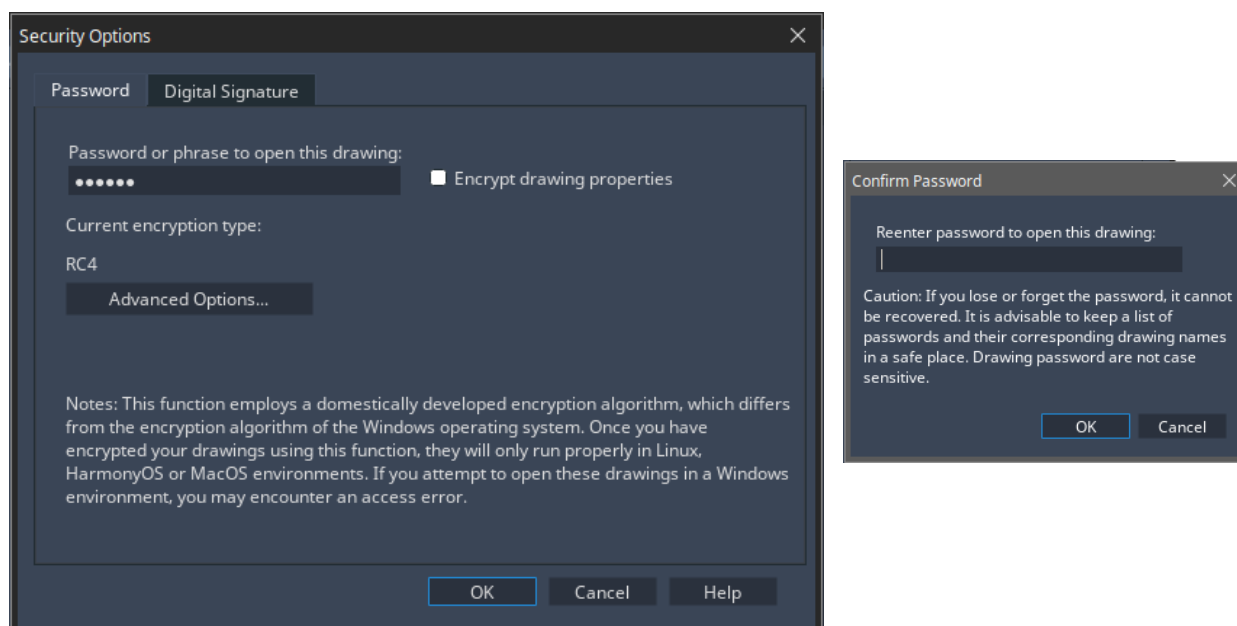 Security Options
Password
Digital Signature
Password or phrase to open this drawing:
●●●●●●
Encrypt drawing properties
Current encryption type:
RC4
Advanced Options...
Notes: This function employs a domestically developed encryption algorithm, which differs
from the encryption algorithm of the Windows operating system. Once you have
encrypted your drawings using this function, they will only run properly in Linux,
HarmonyOS or MacOS environments. If you attempt to open these drawings in a Windows
environment, you may encounter an access error.
OK
Cancel
Help
Confirm Password
Reenter password to open this drawing:
Caution: If you lose or forget the password, it cannot
be recovered. It is advisable to keep a list of
passwords and their corresponding drawing names
in a safe place. Drawing password are not case
sensitive.
OK
Cancel